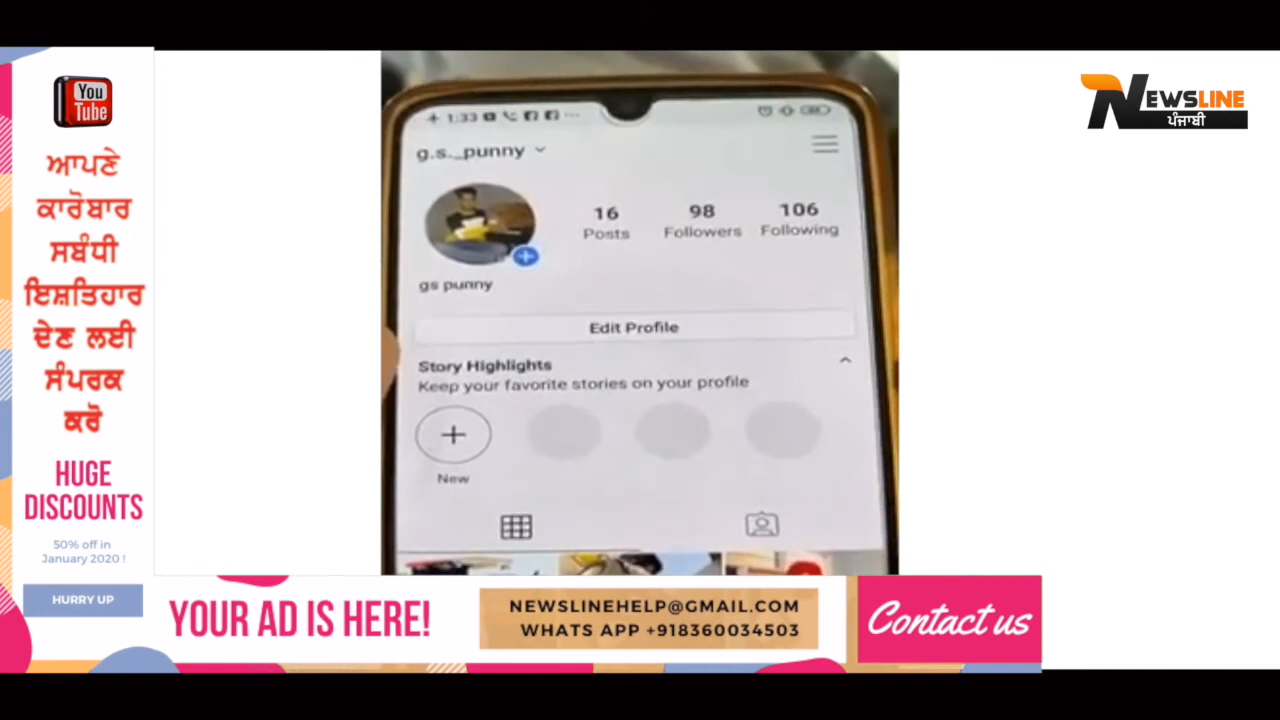 You
Tube
ਆਪਣੇ
ਕਾਰੋਬਾਰ
ਸਬੰਧੀ
ਇਸ਼ਤਿਹਾਰ
ਦੇਣ ਲਈ
ਸੰਪਰਕ
ਕਰੋ
HUGE
DISCOUNTS
50% off in
January 2020 !
HURRY UP
1:33
g.s._punny
16
Posts
98
Followers
106
Following
gs punny
Edit Profile
Story Highlights
Keep your favorite stories on your profile
New
NEWSLINE
ਪੰਜਾਬੀ
YOUR AD IS HERE!
NEWSLINEHELP@GMAIL.COM
WHATS APP +918360034503
Contact us